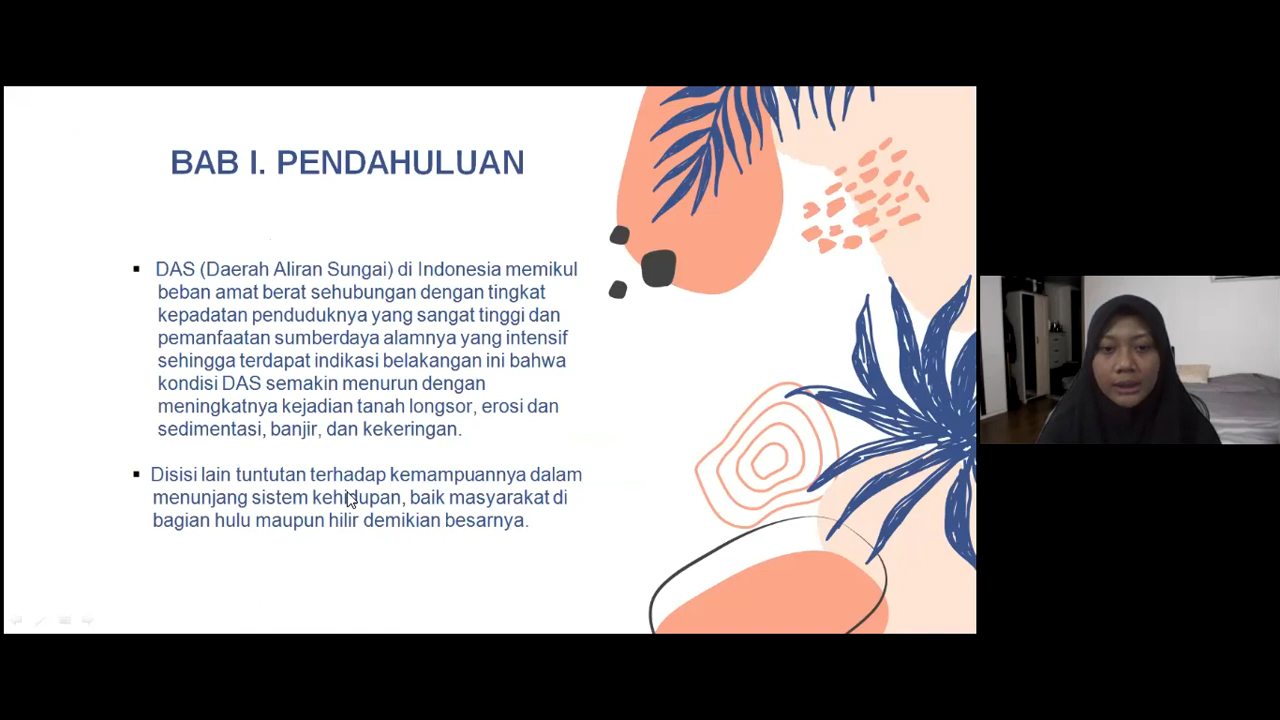 BAB I. PENDAHULUAN
DAS (Daerah Aliran Sungai) di Indonesia memikul
beban amat berat sehubungan dengan tingkat
kepadatan penduduknya yang sangat tinggi dan
pemanfaatan sumberdaya alamnya yang intensif
sehingga terdapat indikasi belakangan ini bahwa
kondisi DAS semakin menurun dengan
meningkatnya kejadian tanah longsor, erosi dan
sedimentasi, banjir, dan kekeringan.
Disisi lain tuntutan terhadap kemampuannya dalam
menunjang sistem kehidupan, baik masyarakat di
bagian hulu maupun hilir demikian besarnya.